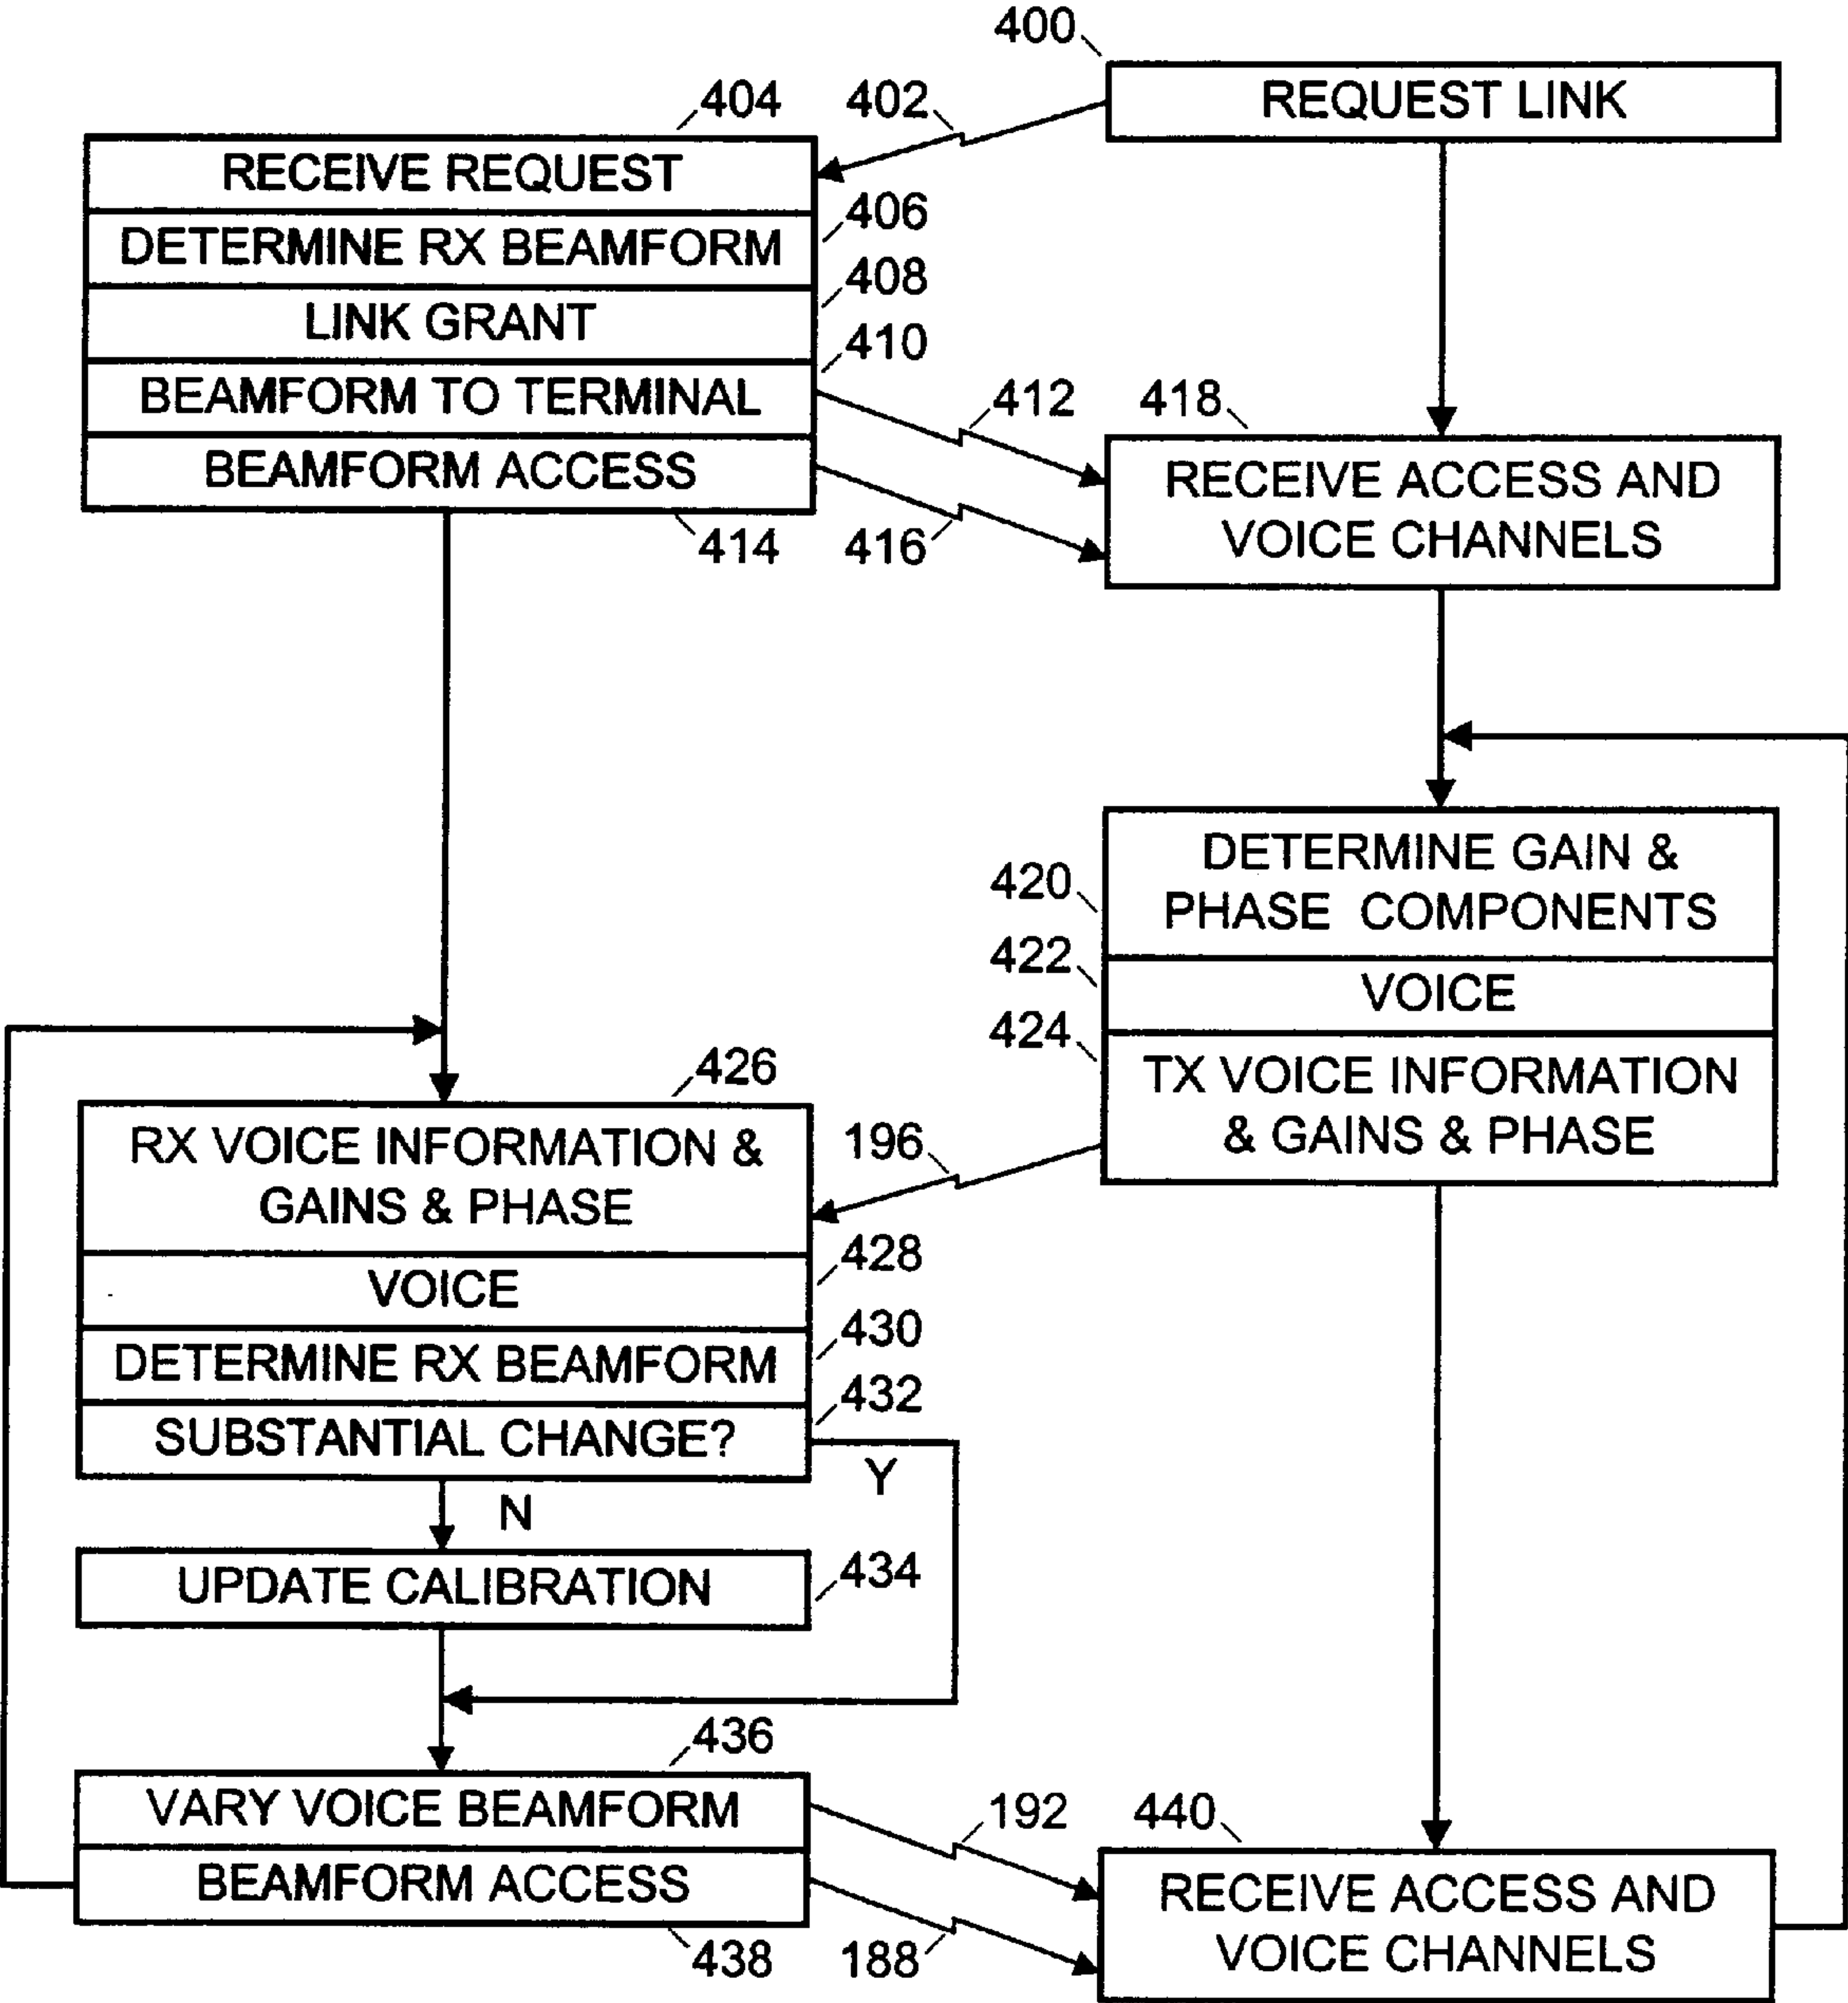 400
REQUEST LINK
404
402
RECEIVE REQUEST
406
DETERMINE RX BEAMFORM
408
LINK GRANT
410
BEAMFORM TO TERMINAL
412
418
BEAMFORM ACCESS
414
416
RECEIVE ACCESS AND
VOICE CHANNELS
DETERMINE GAIN &
PHASE COMPONENTS
420
422
VOICE
424
TX VOICE INFORMATION
& GAINS & PHASE
426
RX VOICE INFORMATION &
GAINS & PHASE
196
428
VOICE
430
DETERMINE RX BEAMFORM
432
SUBSTANTIAL CHANGE?
Y
N
UPDATE CALIBRATION
434
436
VARY VOICE BEAMFORM
192
440
BEAMFORM ACCESS
438
188
RECEIVE ACCESS AND
VOICE CHANNELS